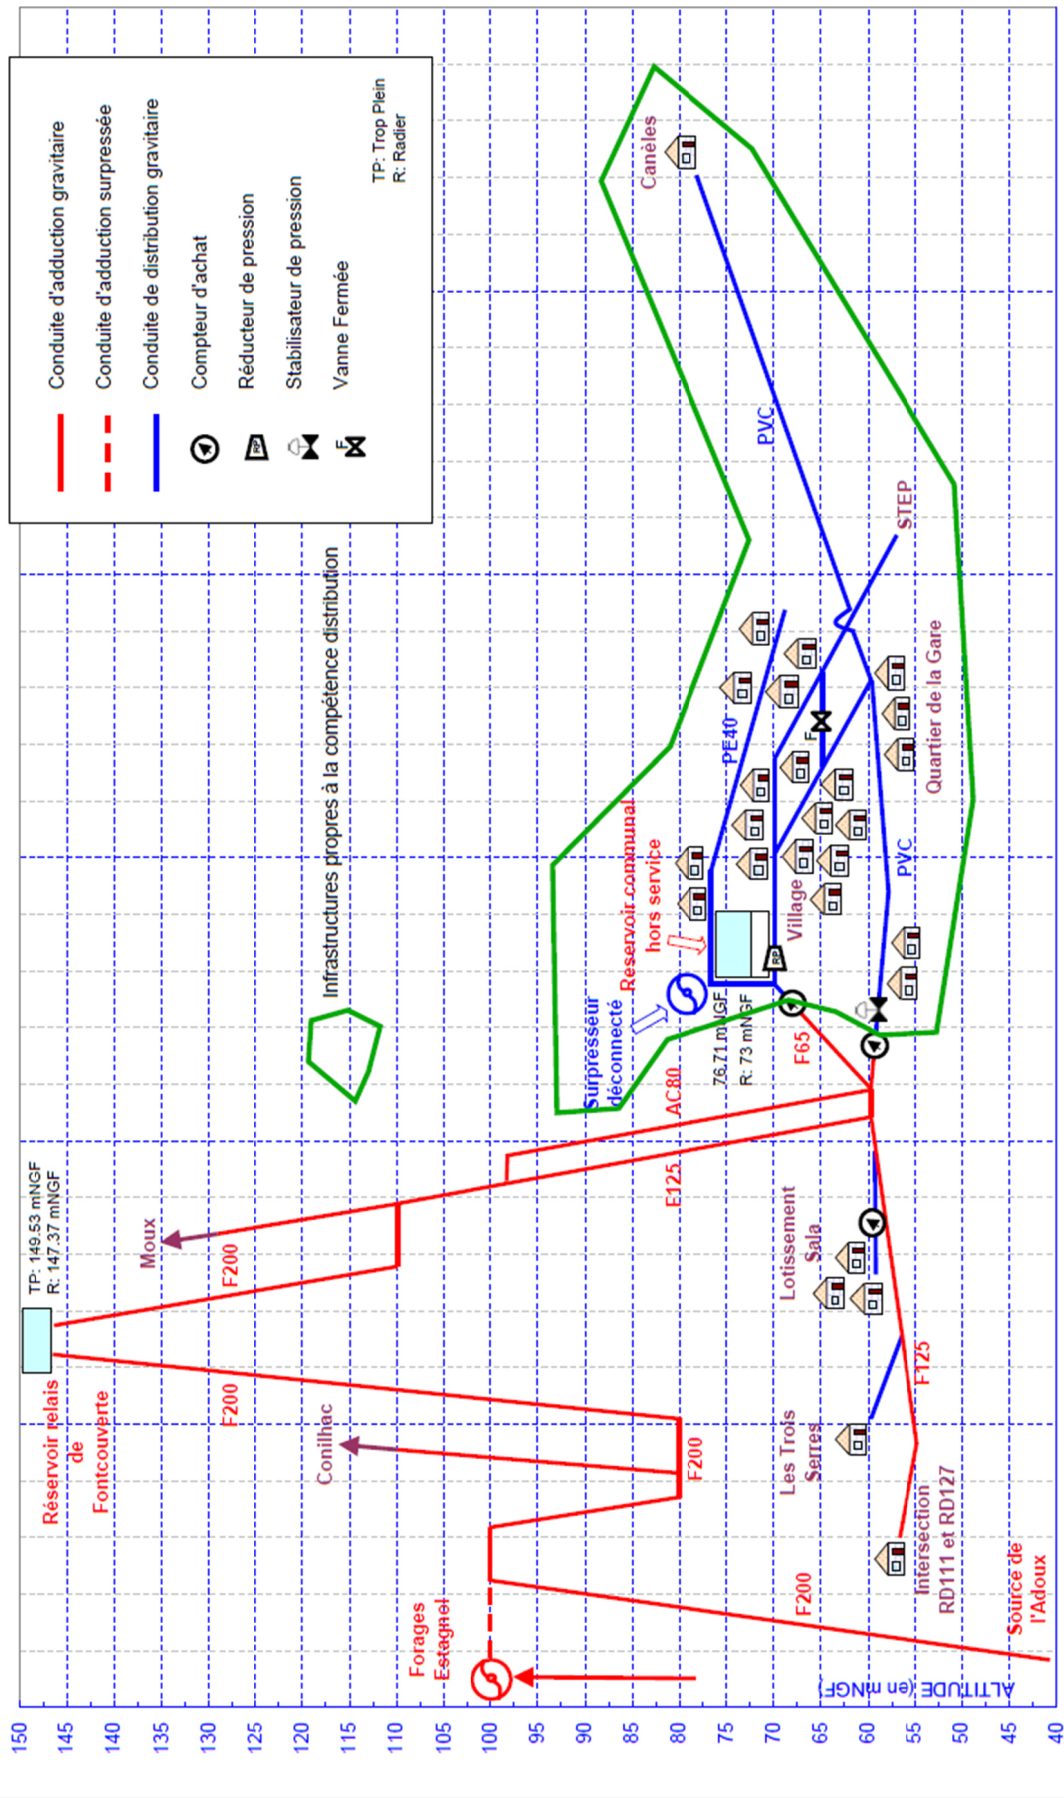 Conduite d'adduction gravitaire
Conduite d'adduction surpressée
Conduite de distribution gravitaire
Compteur d'achat
RP
Réducteur de pression
Stabilisateur de pression
F
Vanne Fermée
TP: Trop Plein
R: Radier
Infrastructures propres à la compétence distribution
TP: 149.53 mNGF
R: 147.37 mNGF
Réservoir relais
de
Fontcouverte
Moux
F200
F200
Conilhac
F200
Forages
Estagnol
F200
Source de
l'Adoux
ALTITUDE (en mNGF)
Intersection
RD111 et RD127
Les Trois
Serres
F125
Lotissement
Sala
E125
AC80
F65
Surpresseur
déconnecté
Reservoir communal
hors service
76.71 mNGF
R: 73 mNGF
RP
Village
PE40
F
PVC
Quartier de la Gare
STEP
PVC
Canèles
150
145
140
135
130
125
120
115
110
105
100
95
90
85
80
75
70
65
60
55
50
45
40